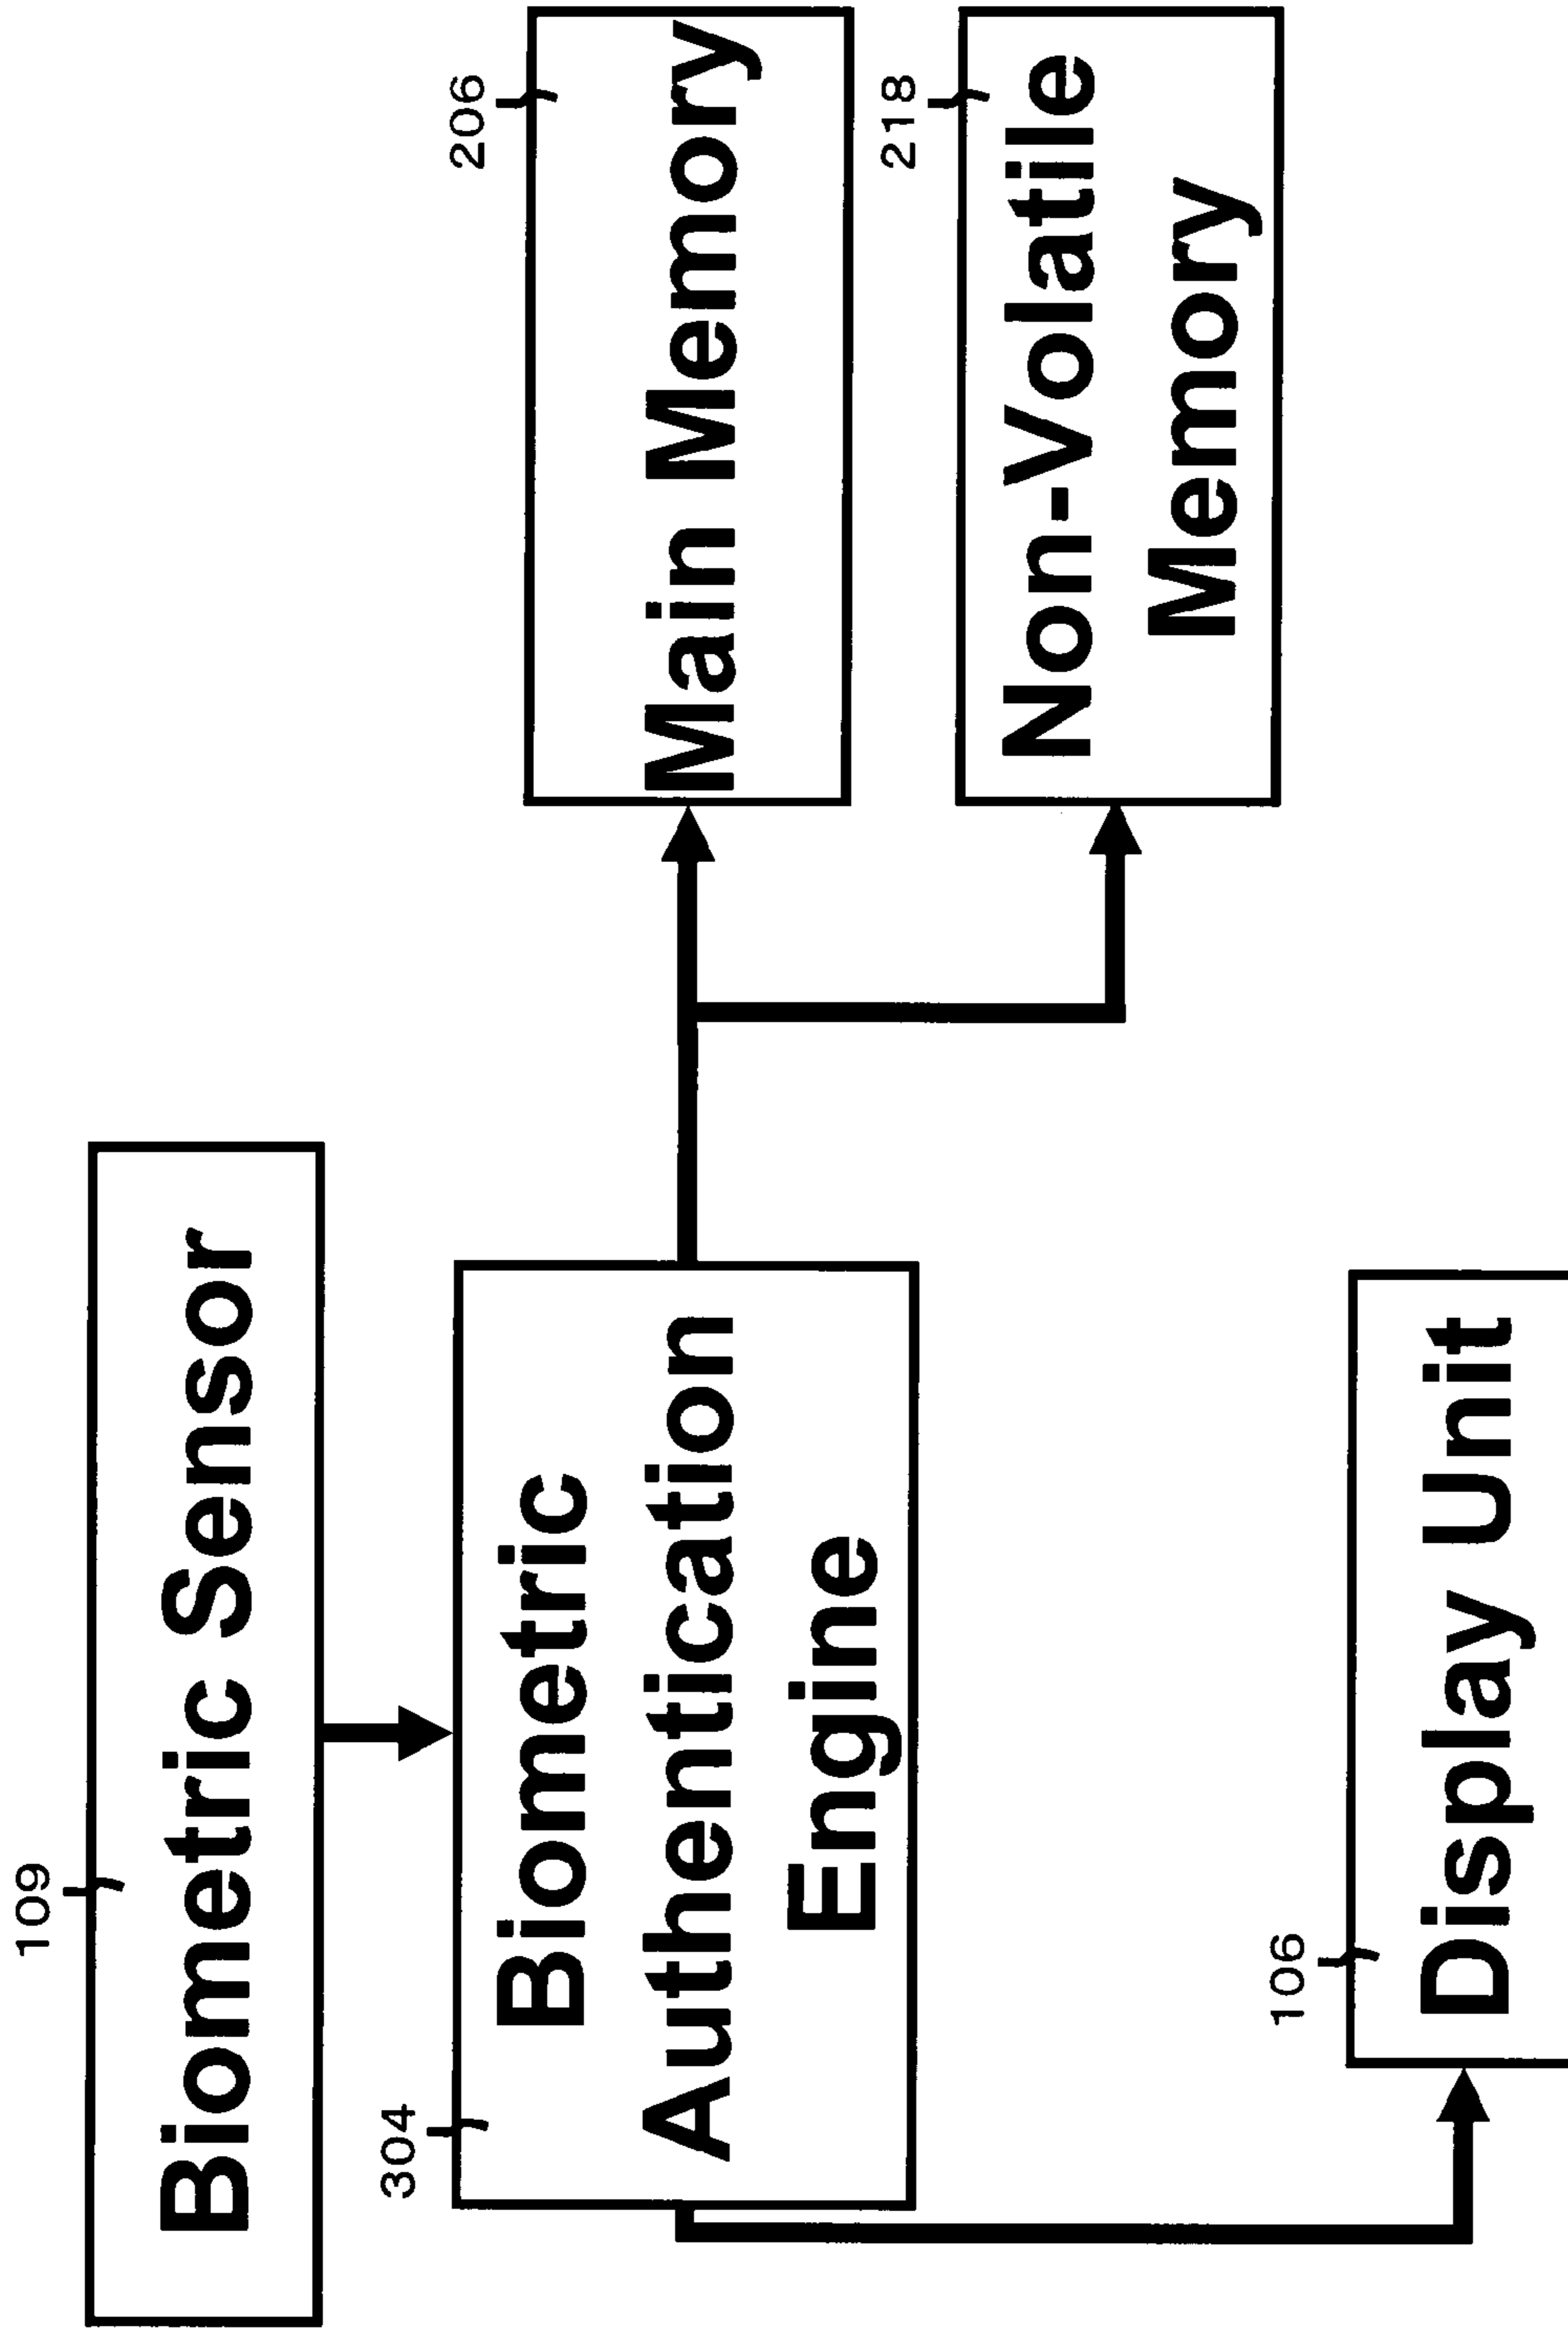 109
Biometric Sensor
304
Biometric
Authentication
Engine
206
Main Memory
218
Non-Volatile
Memory
106
Display Unit